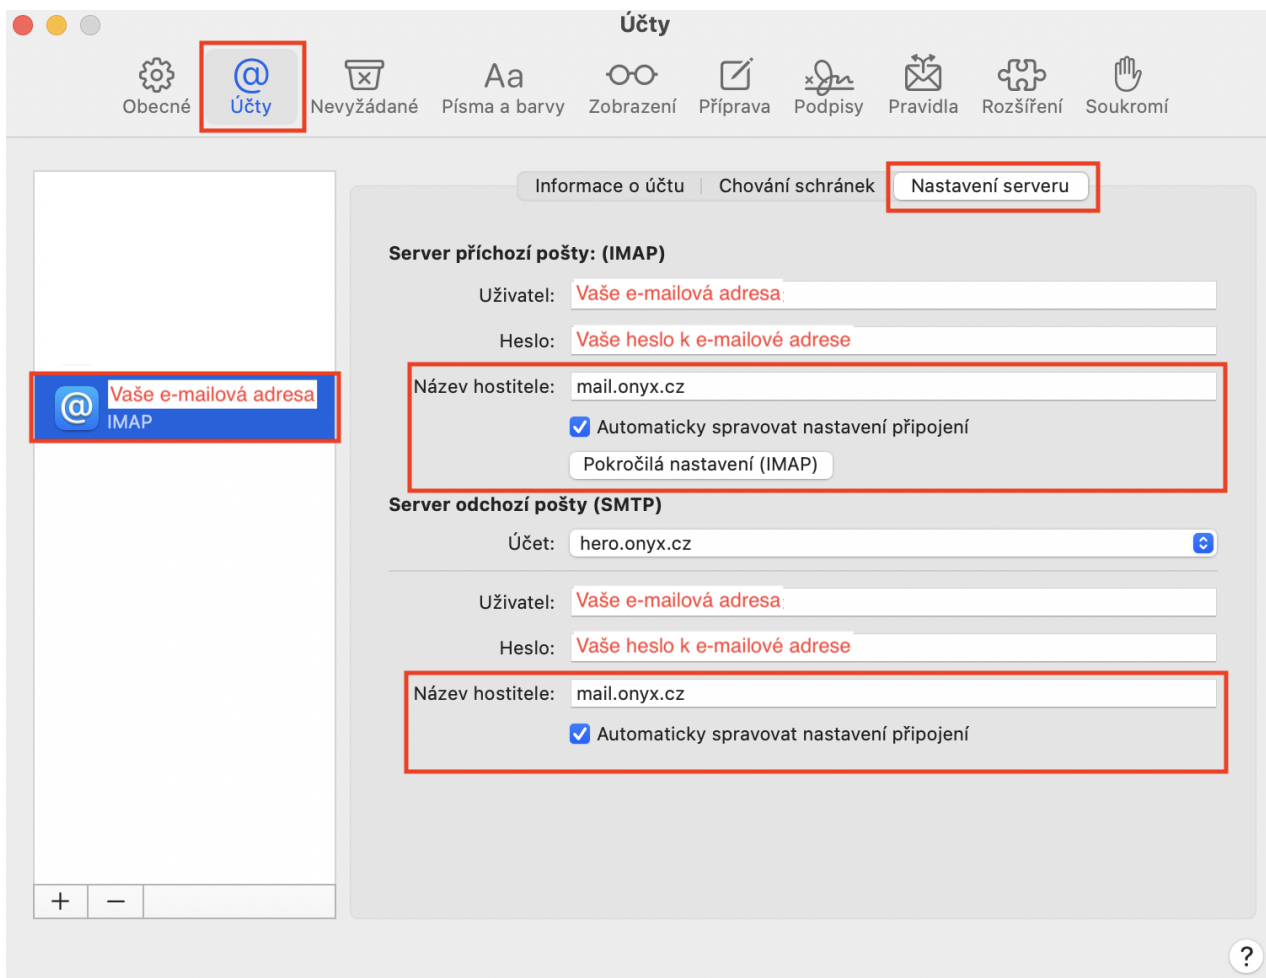 Účty
Obecné
Účty
Nevyžádané
Aa
Písma a barvy
Zobrazení
Příprava
Podpisy
Pravidla
Rozšíření
Soukromí
Informace o účtu
Chování schránek
Nastavení serveru
Vaše e-mailová adresa
IMAP
Server příchozí pošty: (IMAP)
Uživatel: Vaše e-mailová adresa
Heslo: Vaše heslo k e-mailové adrese
Název hostitele: mail.onyx.cz
Automaticky spravovat nastavení připojení
Pokročilá nastavení (IMAP)
Server odchozí pošty (SMTP)
Účet: hero.onyx.cz
Uživatel: Vaše e-mailová adresa
Heslo: Vaše heslo k e-mailové adrese
Název hostitele: mail.onyx.cz
Automaticky spravovat nastavení připojení
+ −
?